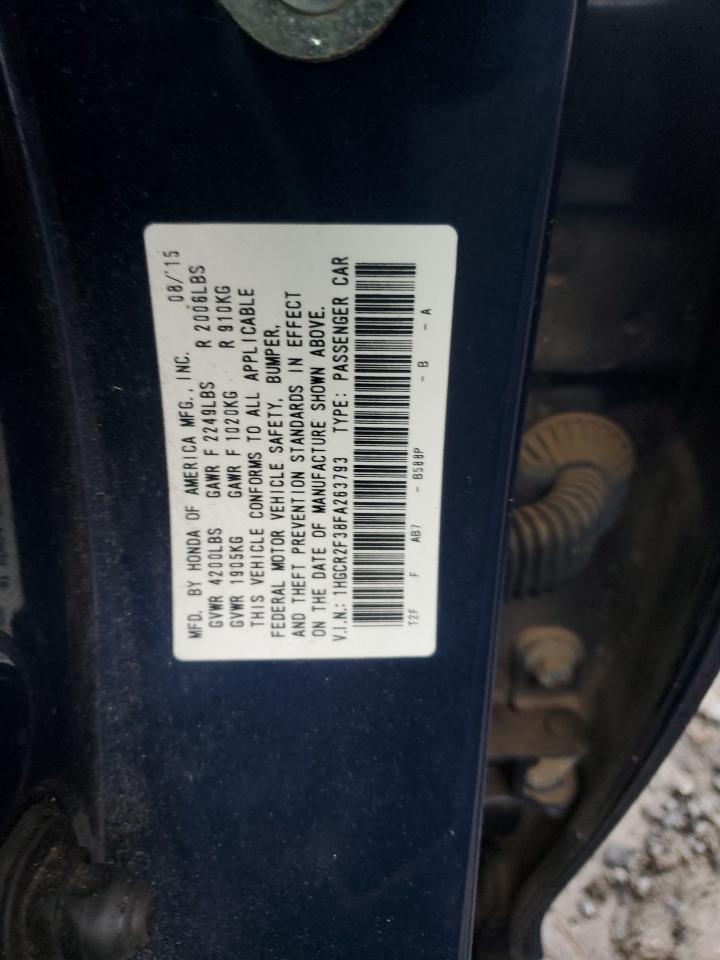 MFD. BY HONDA OF AMERICA MFG., INC. 08/'15
GVWR 4200LBS GAWR F 2249LBS R 2006LBS
GVWR 1905KG GAWR F 1020KG R 910KG
THIS VEHICLE CONFORMS TO ALL APPLICABLE
FEDERAL MOTOR VEHICLE SAFETY, BUMPER,
AND THEFT PREVENTION STANDARDS IN EFFECT
ON THE DATE OF MANUFACTURE SHOWN ABOVE.
V.I.N.: 1HGCR2F38FA263793 TYPE: PASSENGER CAR
T2F F AB7 - B588P - B - A